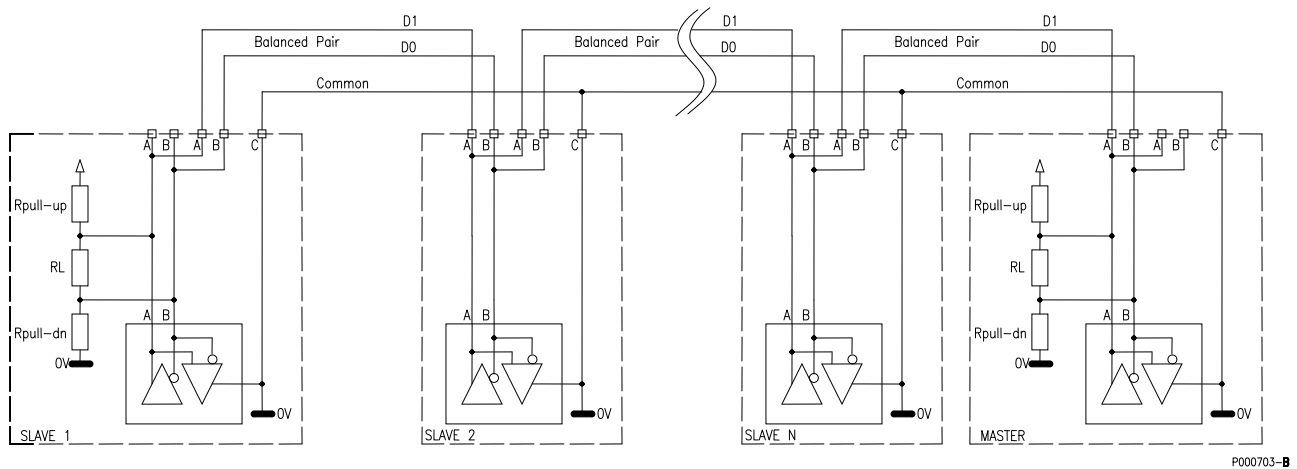 D1 D1 D1
Balanced Pair D0 Balanced Pair D0 Balanced Pair D0
Common Common
A B A B C A B A B C A B A B C A B A B C
Rpull-up Rpull-up
RL RL
A B A B A B A B
Rpull-dn Rpull-dn
0V 0V
0V 0V 0V 0V
SLAVE 1 SLAVE 2 SLAVE N MASTER
P000703-B